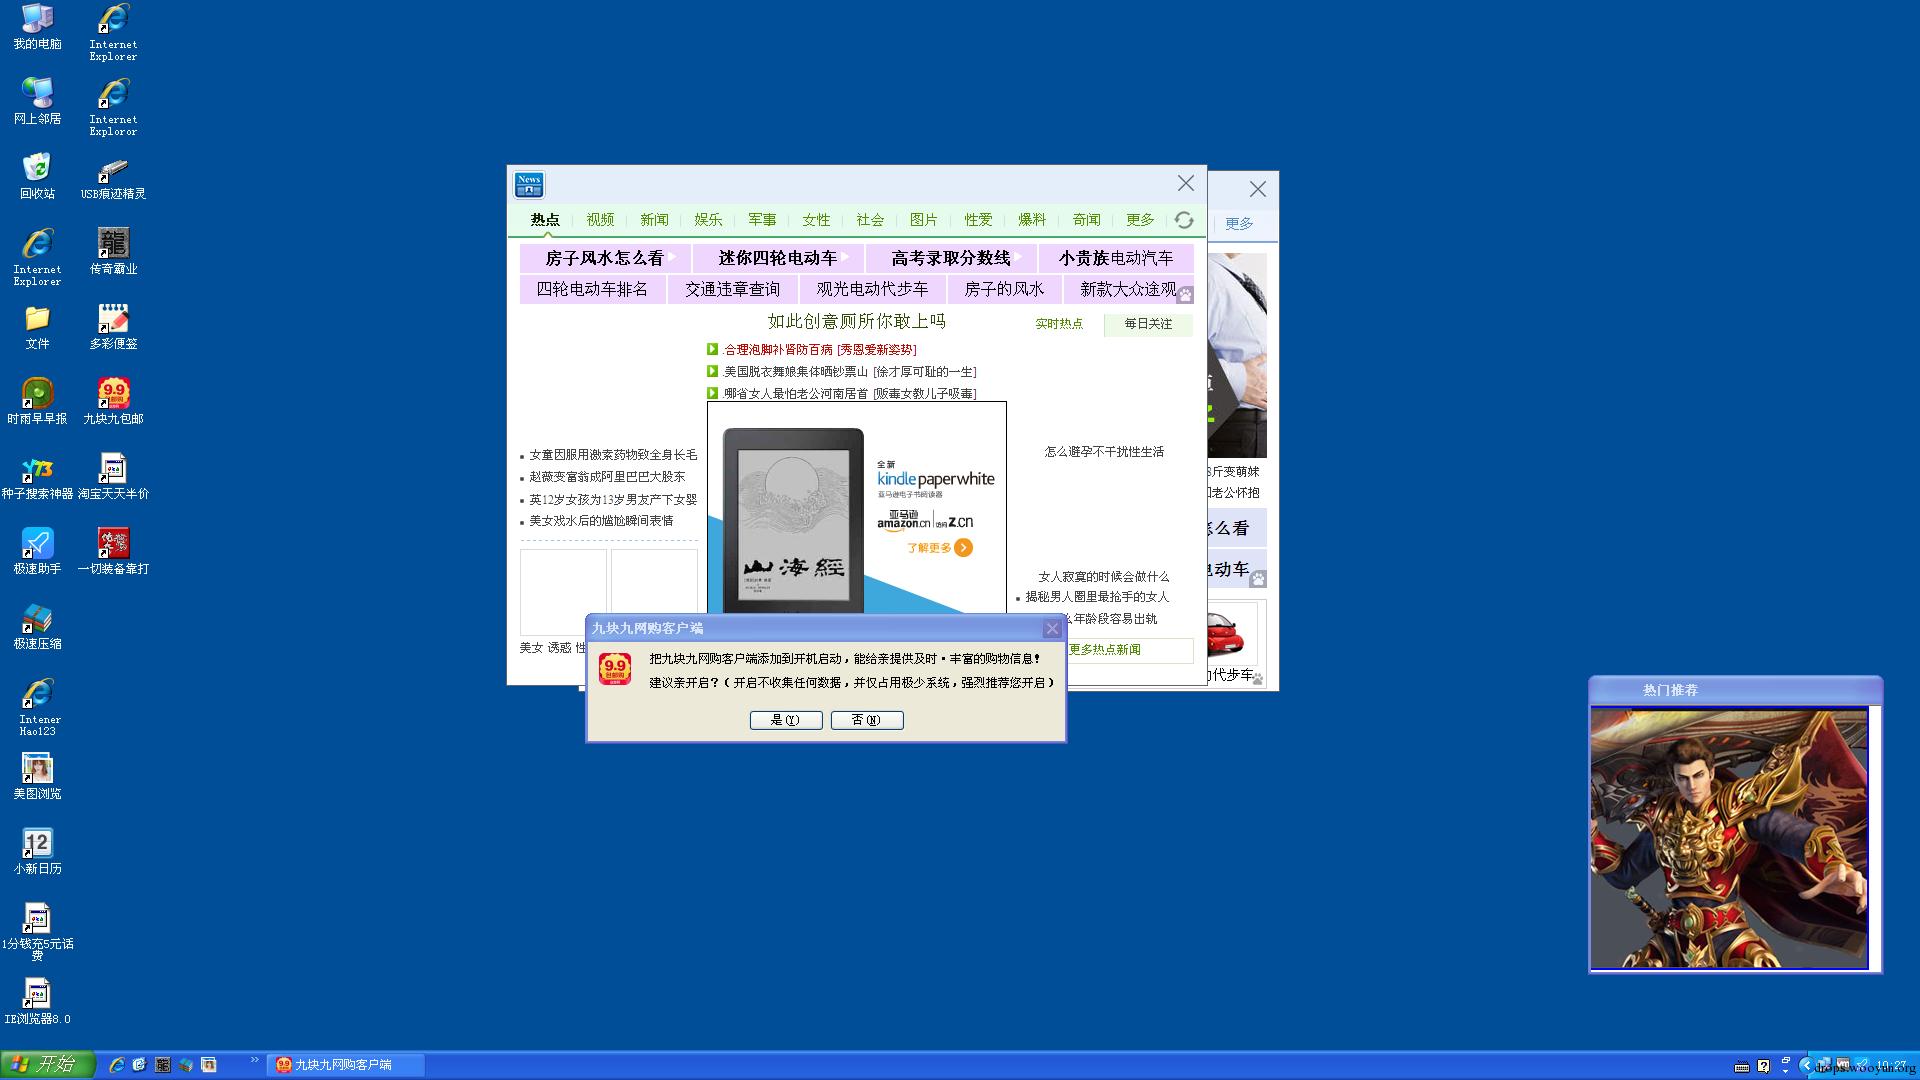 我的电脑
Internet Explorer
网上邻居
Internet Exploror
回收站
USB痕迹精灵
Internet Explorer
传奇霸业
文件
多彩便签
时雨早早报
九块九包邮
种子搜索神器
淘宝天天半价
极速助手
一切装备靠打
极速压缩
Intener Hao123
美图浏览
12
小新日历
1分钱充5元话费
IE浏览器8.0
News
热点 视频 新闻 娱乐 军事 女性 社会 图片 性爱 爆料 奇闻 更多
更多
房子风水怎么看 迷你四轮电动车 高考录取分数线 小贵族电动汽车
四轮电动车排名 交通违章查询 观光电动代步车 房子的风水 新款大众途观
如此创意厕所你敢上吗
实时热点 每日关注
.合理泡脚补肾防百病 [秀恩爱新姿势]
.美国脱衣舞娘集体晒钞票山 [徐才厚可耻的一生]
.哪省女人最怕老公河南居首 [贩毒女教儿子吸毒]
女童因服用激素药物致全身长毛
赵薇变富翁成阿里巴巴大股东
英12岁女孩为13岁男友产下女婴
美女戏水后的尴尬瞬间表情
全新
kindle paperwhite
亚马逊电子书阅读器
亚马逊
amazon.cn 访问 Z.cn
了解更多
山海經
怎么避孕不干扰性生活
女人寂寞的时候会做什么
揭秘男人圈里最抢手的女人
么年龄段容易出轨
更多热点新闻
美女 诱惑 性
斤变萌妹
老公怀抱
怎么看
电动车
代步车
九块九网购客户端
9.9
包邮购
把九块九网购客户端添加到开机启动，能给亲提供及时·丰富的购物信息！
建议亲开启？（ 开启不收集任何数据，并仅占用极少系统，强烈推荐您开启 ）
是(Y) 否(N)
热门推荐
开始
九块九网购客户端
10:27
drops.wooyun.org